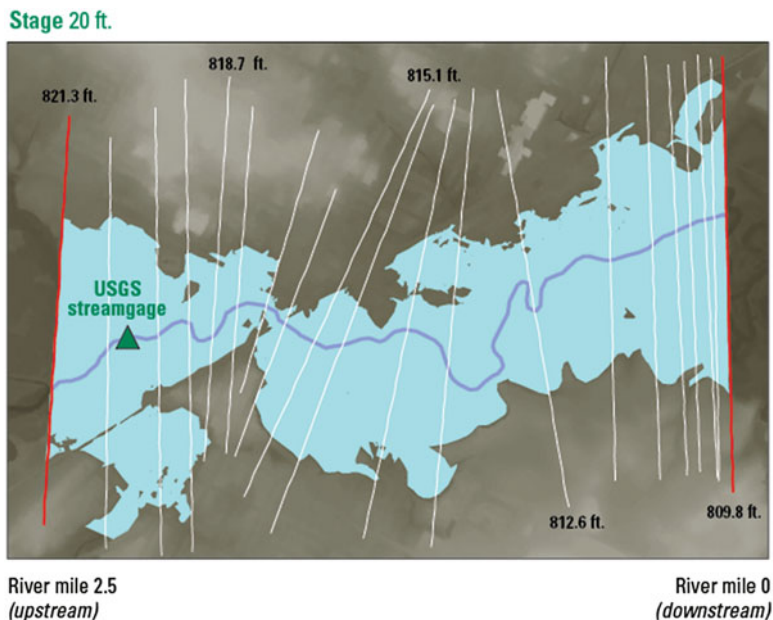 Stage 20 ft.
818.7 ft.
815.1 ft.
821.3 ft.
USGS
streamgage
812.6 ft.
809.8 ft.
River mile 2.5
(upstream)
River mile 0
(downstream)